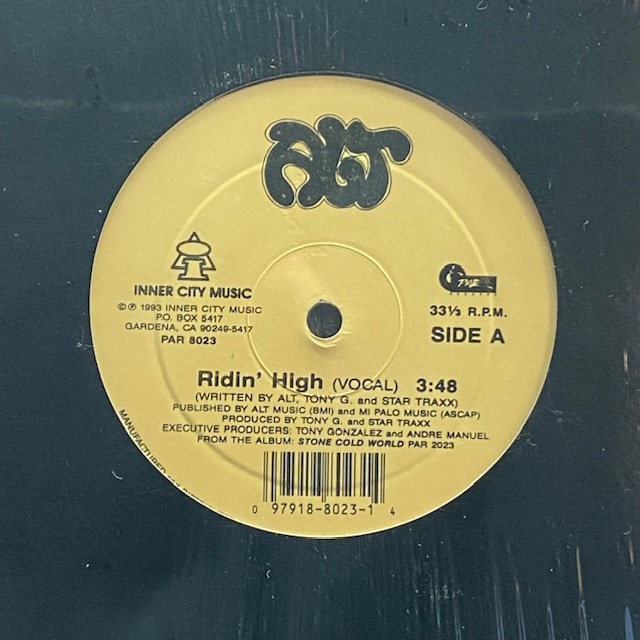 ALT
INNER CITY MUSIC
© ℗ 1993 INNER CITY MUSIC
P.O. BOX 5417
GARDENA, CA 90249-5417
PAR 8023
33⅓ R.P.M.
SIDE A
Ridin' High (VOCAL) 3:48
(WRITTEN BY ALT, TONY G. and STAR TRAXX)
PUBLISHED BY ALT MUSIC (BMI) and MI PALO MUSIC (ASCAP)
PRODUCED BY TONY G. and STAR TRAXX
EXECUTIVE PRODUCERS: TONY GONZALEZ and ANDRE MANUEL
FROM THE ALBUM: STONE COLD WORLD PAR 2023
MANUFACTURED
0 97918-8023-1 4